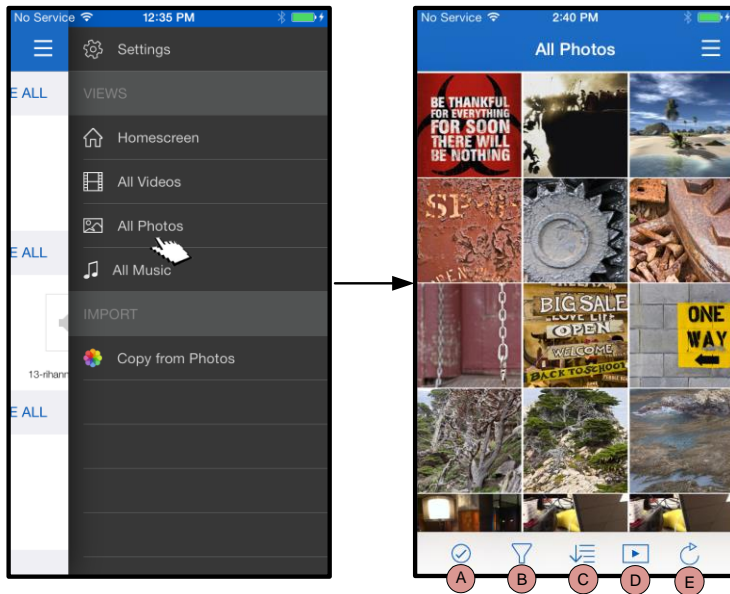 No Service 12:35 PM
Settings
E ALL
VIEWS
Homescreen
All Videos
All Photos
E ALL
All Music
IMPORT
Copy from Photos
13-rihann
E ALL
No Service 2:40 PM
All Photos
BE THANKFUL
FOR EVERYTHING
FOR SOON
THERE WILL
BE NOTHING
BIG SALE
LOVE LIFE
OPEN
WELCOME
BACK TO SCHOOL
ONE
WAY
A B C D E